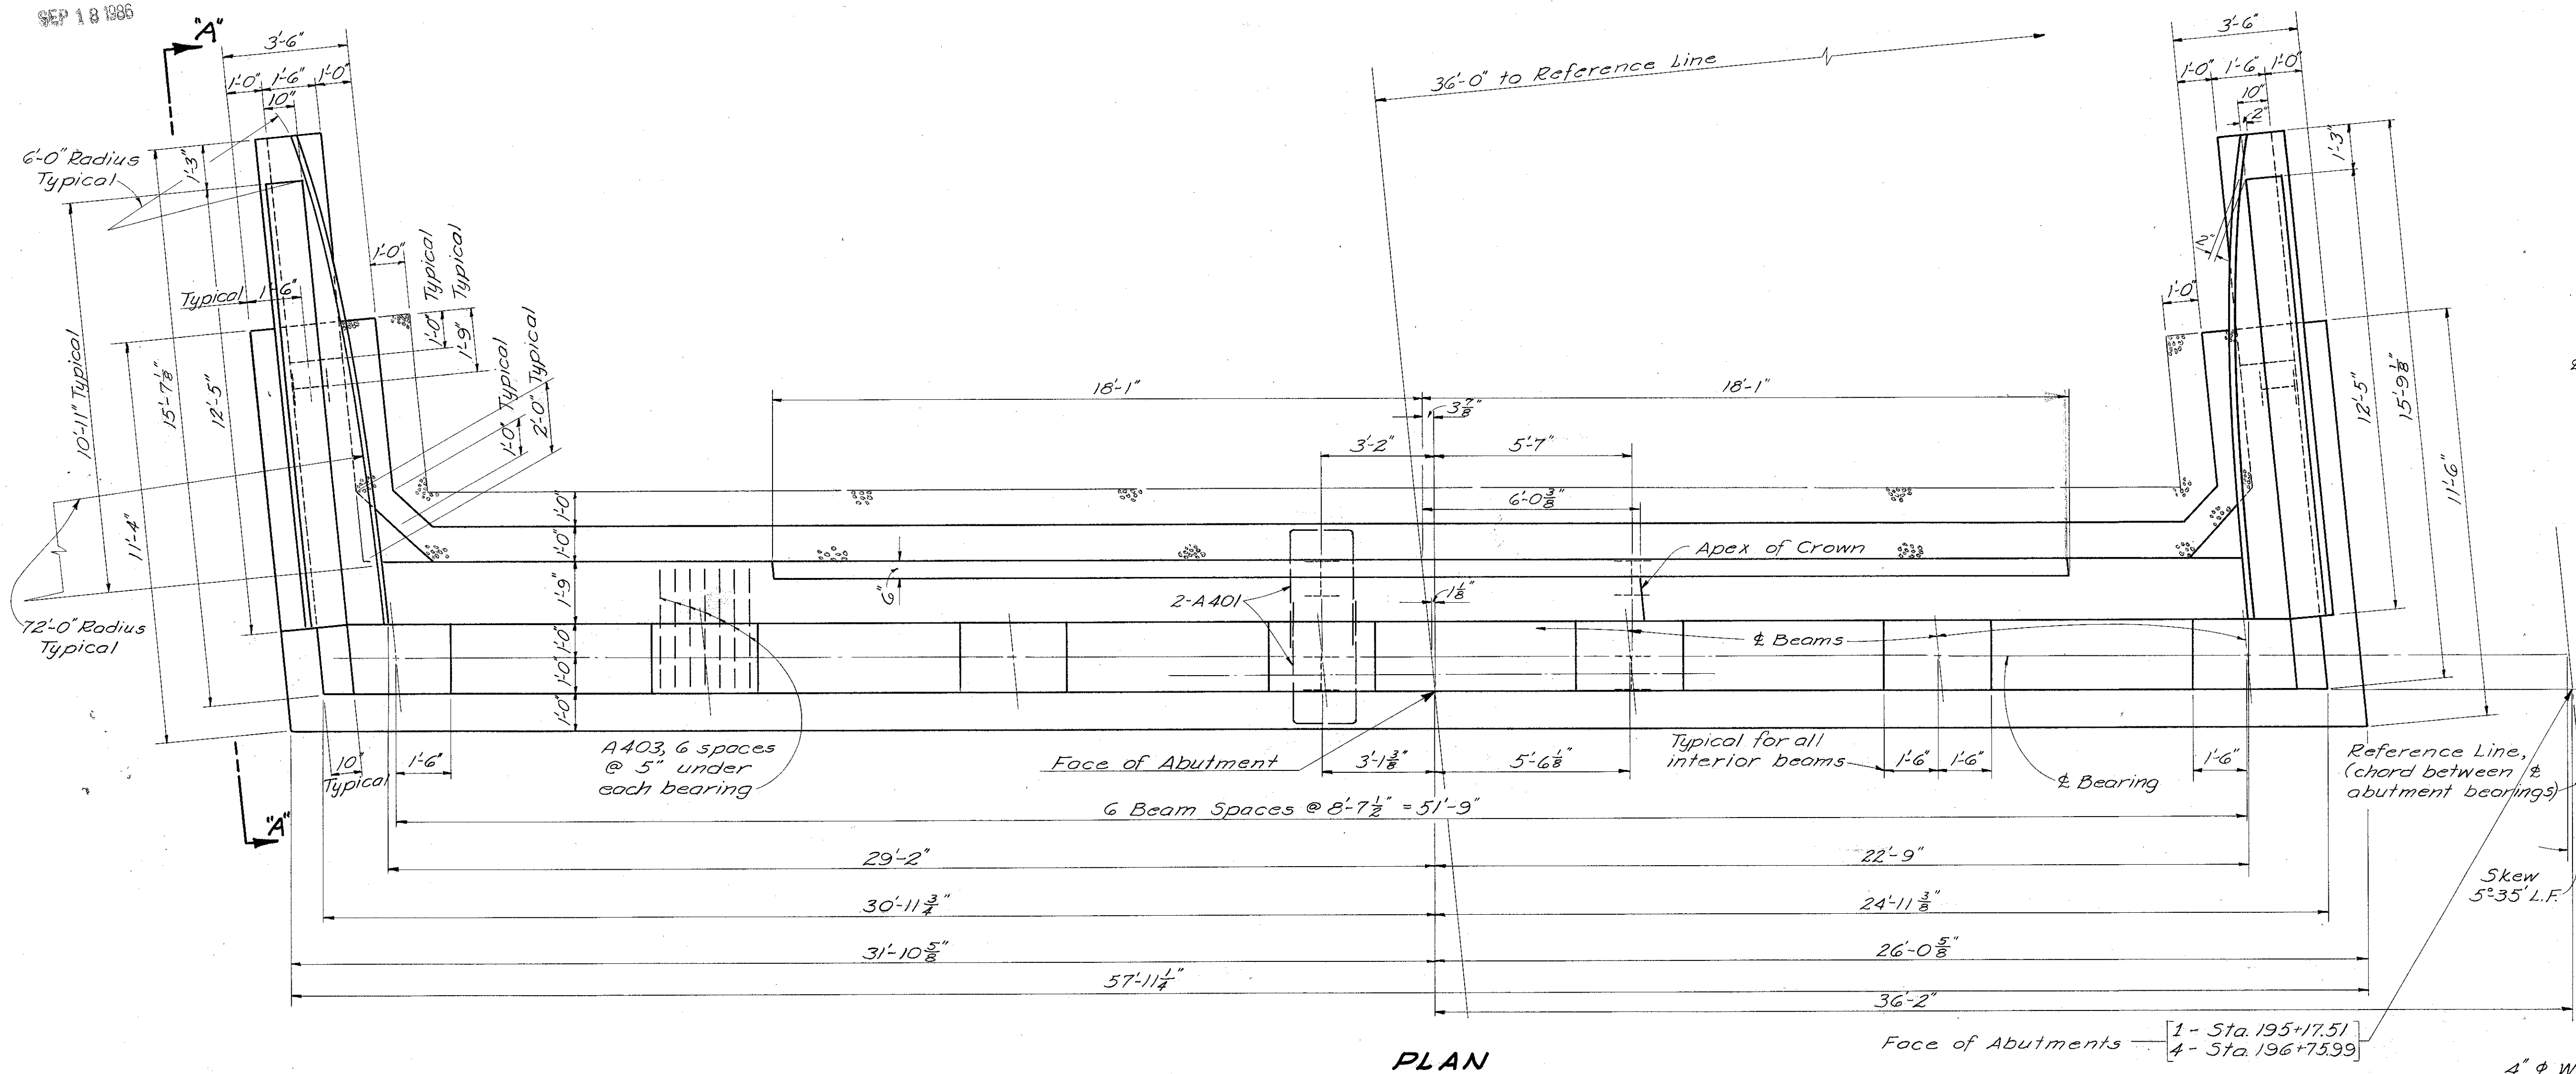 SEP 18 1986
"A"
3'-6"
1'-0" 1'-6" 1'-0"
10"
6'-0" Radius
Typical
1'-3"
36'-0" to Reference Line
3'-6"
1'-0" 1'-6" 1'-0"
10"
2"
1'-3"
2"
1'-0"
1'-0"
Typical 1'-6"
1'-0" Typical
1'-9" Typical
1'-0" Typical
2'-0" Typical
10'-11" Typical
15'-7 1/8"
12'-5"
11'-4"
72'-0" Radius
Typical
18'-1"
18'-1"
3 7/8"
3'-2"
5'-7"
6'-0 3/8"
12'-5"
15'-9 1/8"
11'-6"
1'-0"
1'-0"
1'-9"
1'-0"
1'-0"
1'-0"
6"
2-A401
1 1/8"
Apex of Crown
℄ Beams
10"
Typical
1'-6"
A403, 6 spaces
@ 5" under
each bearing
Face of Abutment
3'-1 3/8"
5'-6 1/8"
Typical for all
interior beams
1'-6" 1'-6"
1'-6"
℄ Bearing
Reference Line,
(chord between ℄
abutment bearings)
"A"
6 Beam Spaces @ 8'-7 1/2" = 51'-9"
29'-2"
22'-9"
Skew
5°35' L.F.
30'-11 3/4"
24'-11 3/8"
31'-10 5/8"
26'-0 5/8"
57'-11 1/4"
36'-2"
Face of Abutments
1 - Sta. 195+17.51
4 - Sta. 196+75.99
PLAN
4" ϕ W